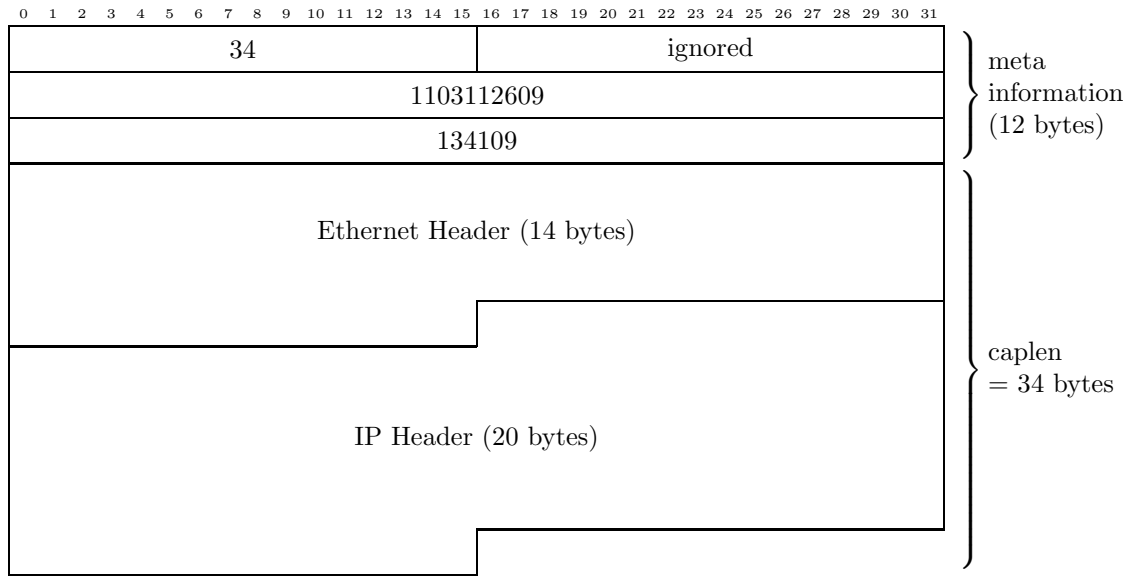 0 1 2 3 4 5 6 7 8 9 10 11 12 13 14 15 16 17 18 19 20 21 22 23 24 25 26 27 28 29 30 31
34 ignored
1103112609
134109
meta
information
(12 bytes)
Ethernet Header (14 bytes)
caplen
= 34 bytes
IP Header (20 bytes)